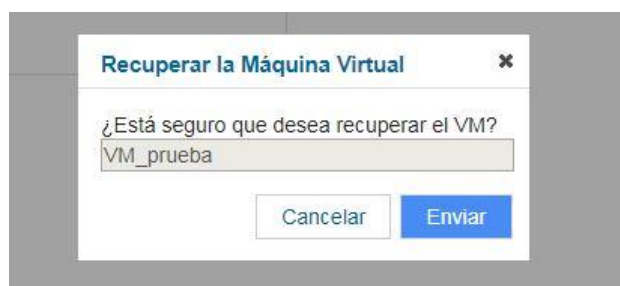 Recuperar la Máquina Virtual
¿Está seguro que desea recuperar el VM?
VM_prueba
Cancelar
Enviar